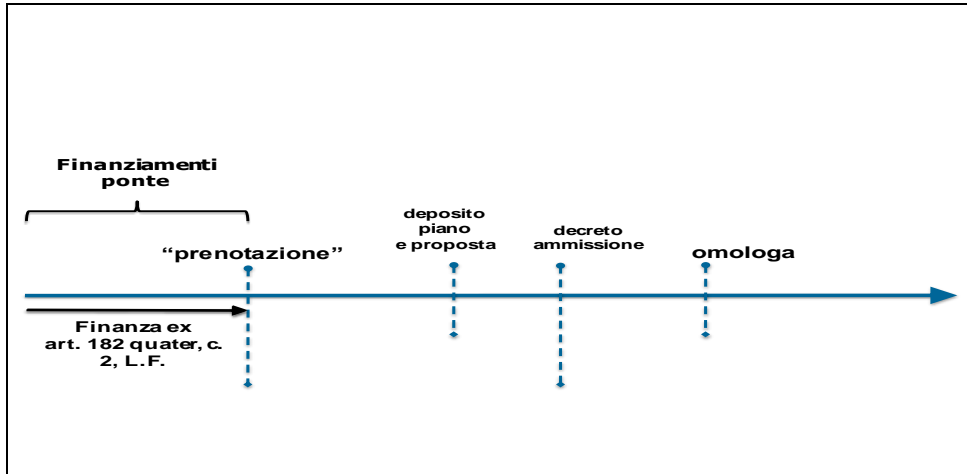 Finanziamenti
ponte
deposito
piano
e proposta
decreto
ammissione
“prenotazione”
omologa
Finanza ex
art. 182 quater, c.
2, L.F.